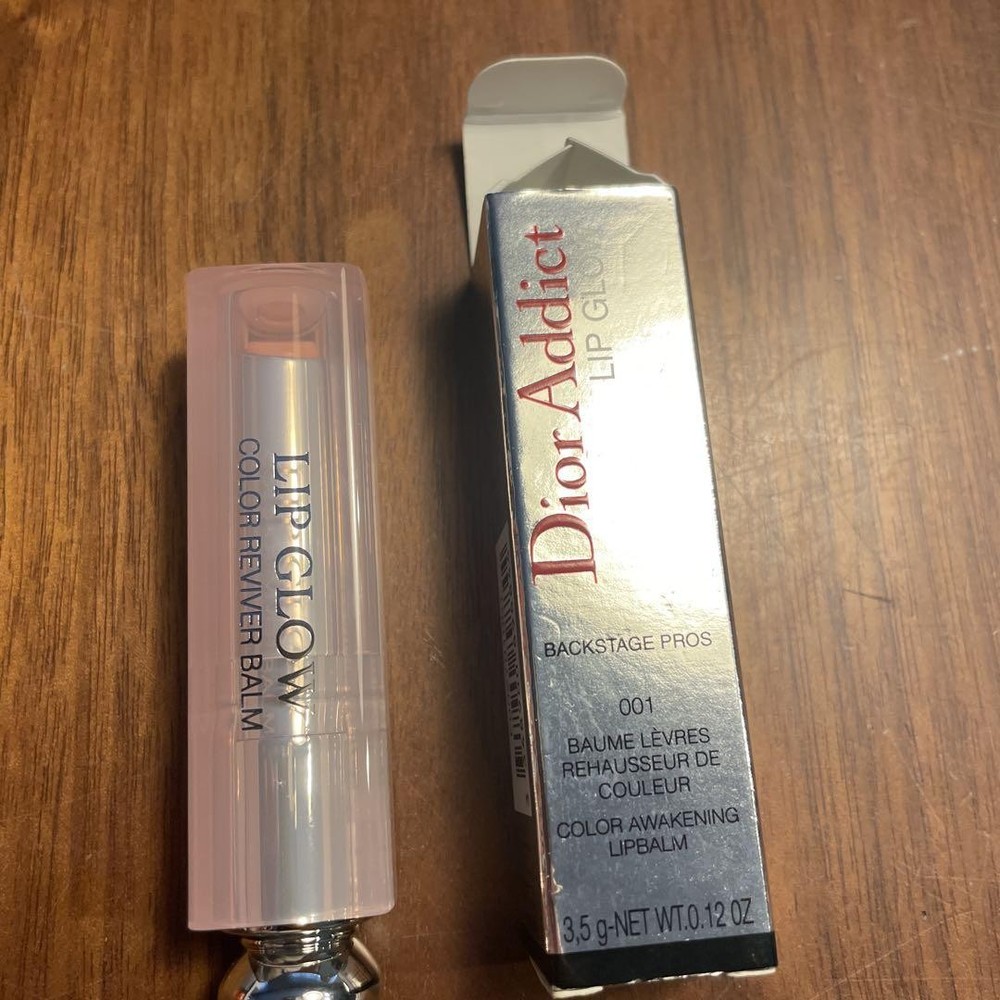 LIP GLOW
COLOR REVIVER BALM
Dior Addict
LIP GLO
BACKSTAGE PROS
001
BAUME LÈVRES
REHAUSSEUR DE
COULEUR
COLOR AWAKENING
LIPBALM
3,5 g-NET WT.0.12 OZ